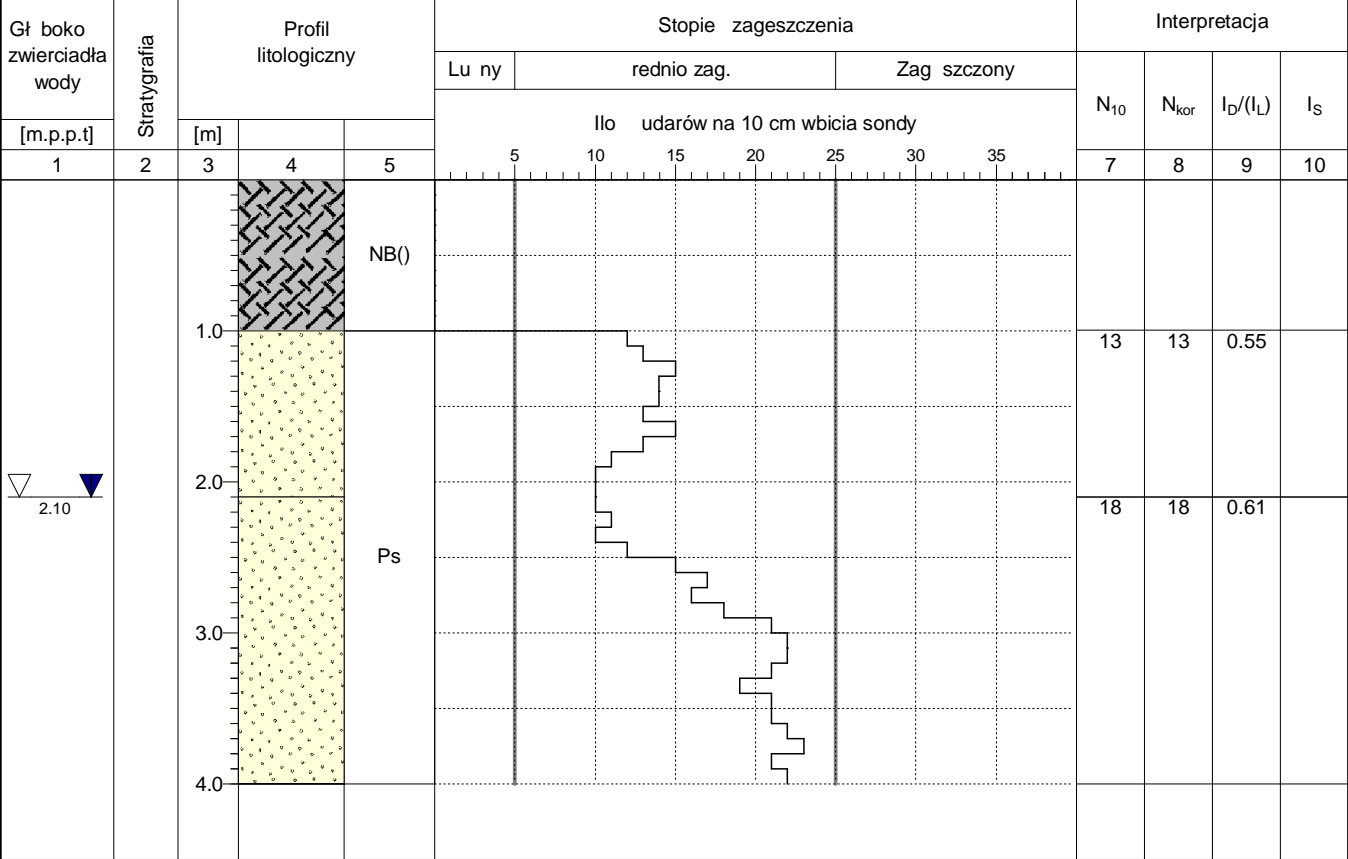 Gł boko
zwierciadła
wody
[m.p.p.t]
Stratygrafia
Profil
litologiczny
[m]
Stopie zageszczenia
Lu ny
rednio zag.
Zag szczony
Ilo udarów na 10 cm wbicia sondy
5 10 15 20 25 30 35
Interpretacja
N10
Nkor
ID/(IL)
IS
1 2 3 4 5 7 8 9 10
NB()
1.0
13 13 0.55
2.0
2.10
18 18 0.61
Ps
3.0
4.0